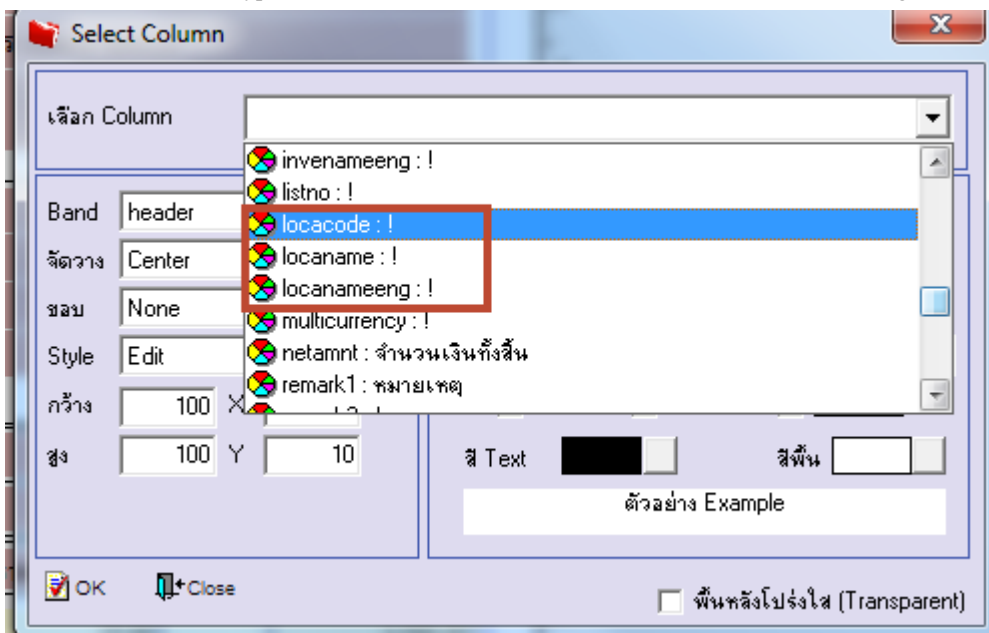 Select Column
เลือก Column
invenameeng : !
listno : !
locacode : !
locaname : !
locanameeng : !
multicurrency : !
netamnt : จำนวนเงินทั้งสิ้น
remark1 : หมายเหตุ
Band header
จัดวาง Center
ขอบ None
Style Edit
กว้าง 100 X
สูง 100 Y 10
สี Text
สีพื้น
ตัวอย่าง Example
OK Close
พื้นหลังโปร่งใส (Transparent)